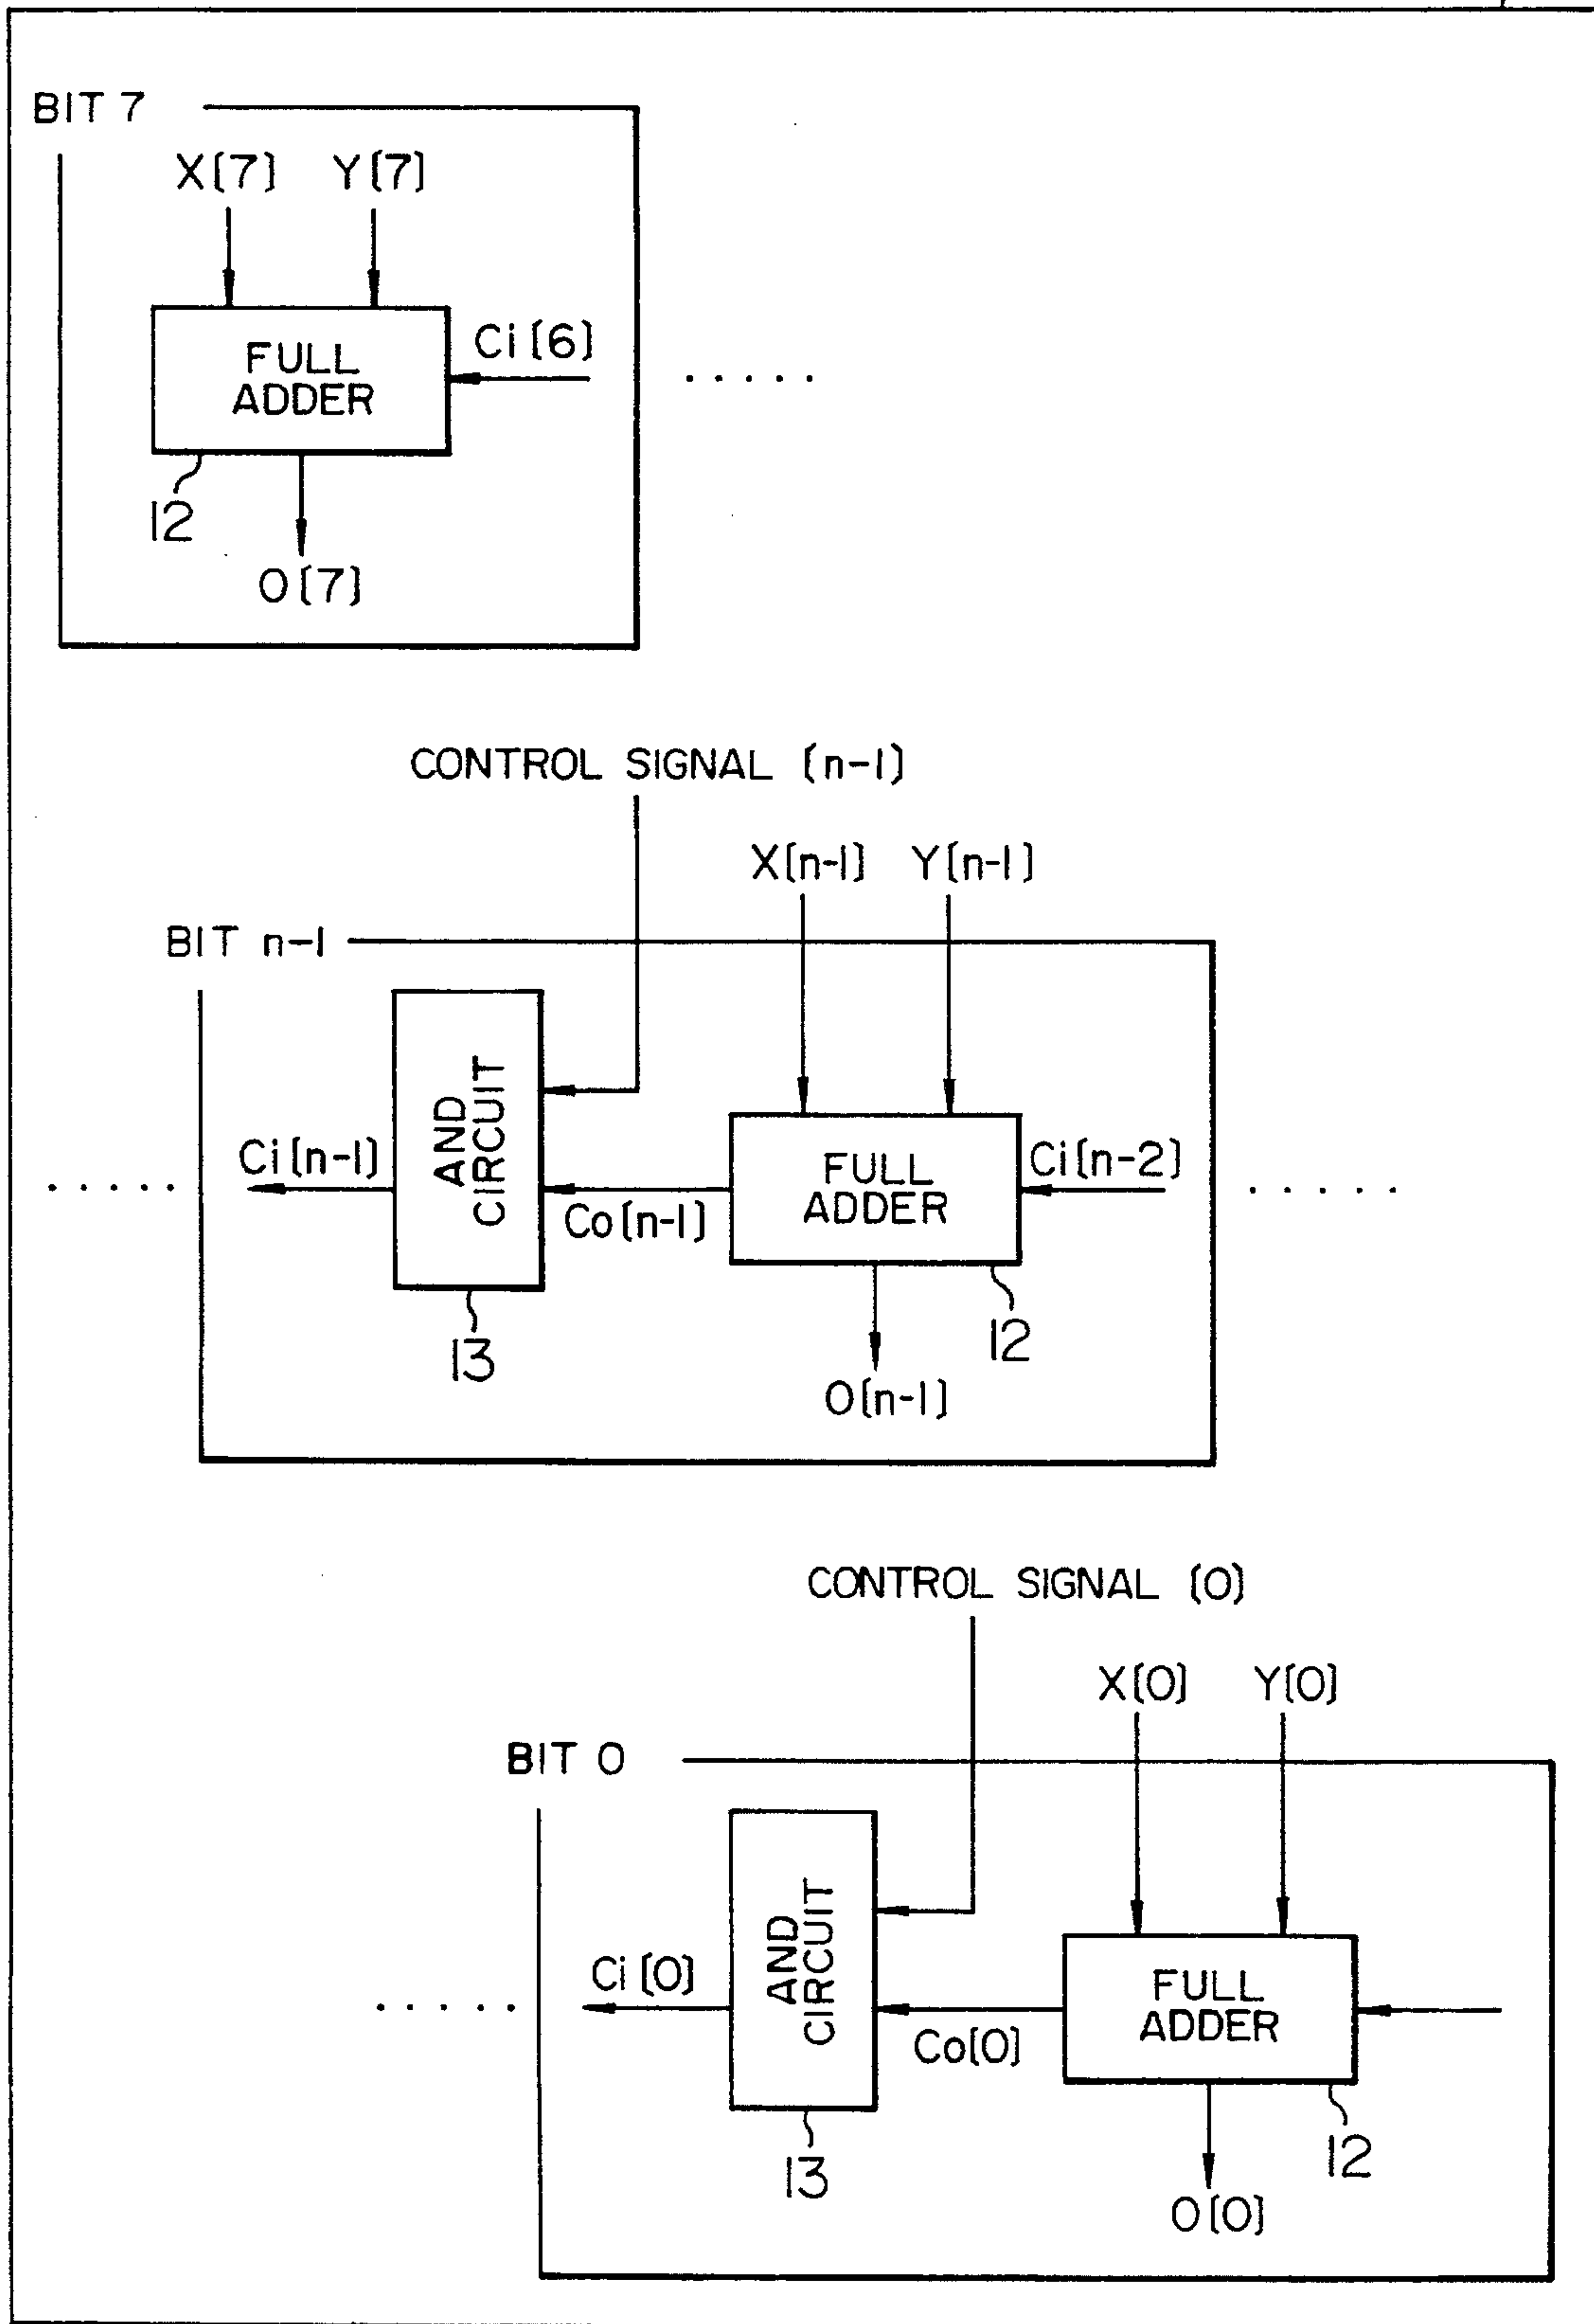 BIT 7
X[7] Y[7]
Ci[6]
FULL
ADDER
. . . . .
12
O[7]
CONTROL SIGNAL [n-1]
X[n-1] Y[n-1]
BIT n-1
AND
CIRCUIT
Ci[n-1]
FULL
ADDER
Ci[n-2]
. . . . .
. . . . .
Co[n-1]
13
12
O[n-1]
CONTROL SIGNAL [0]
X[0] Y[0]
BIT 0
AND
CIRCUIT
Ci[0]
FULL
ADDER
. . . . .
Co[0]
13
12
O[0]